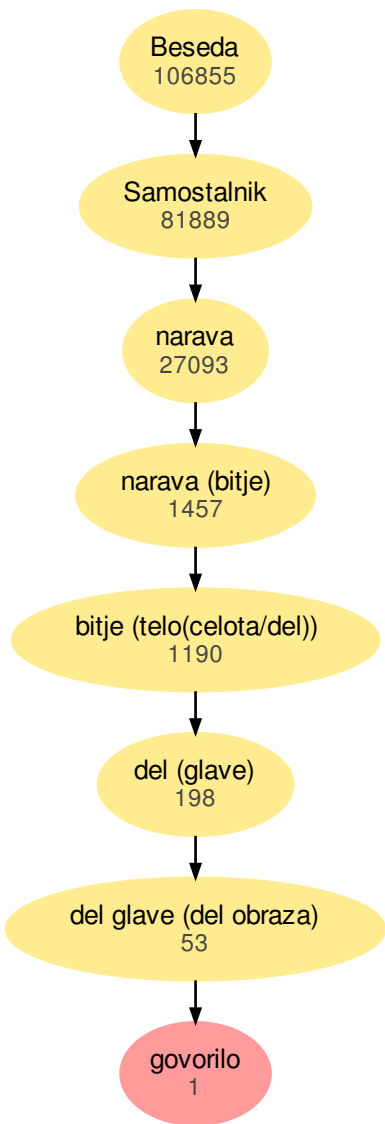 Beseda
106855
Samostalnik
81889
narava
27093
narava (bitje)
1457
bitje (telo(celota/del))
1190
del (glave)
198
del glave (del obraza)
53
govorilo
1